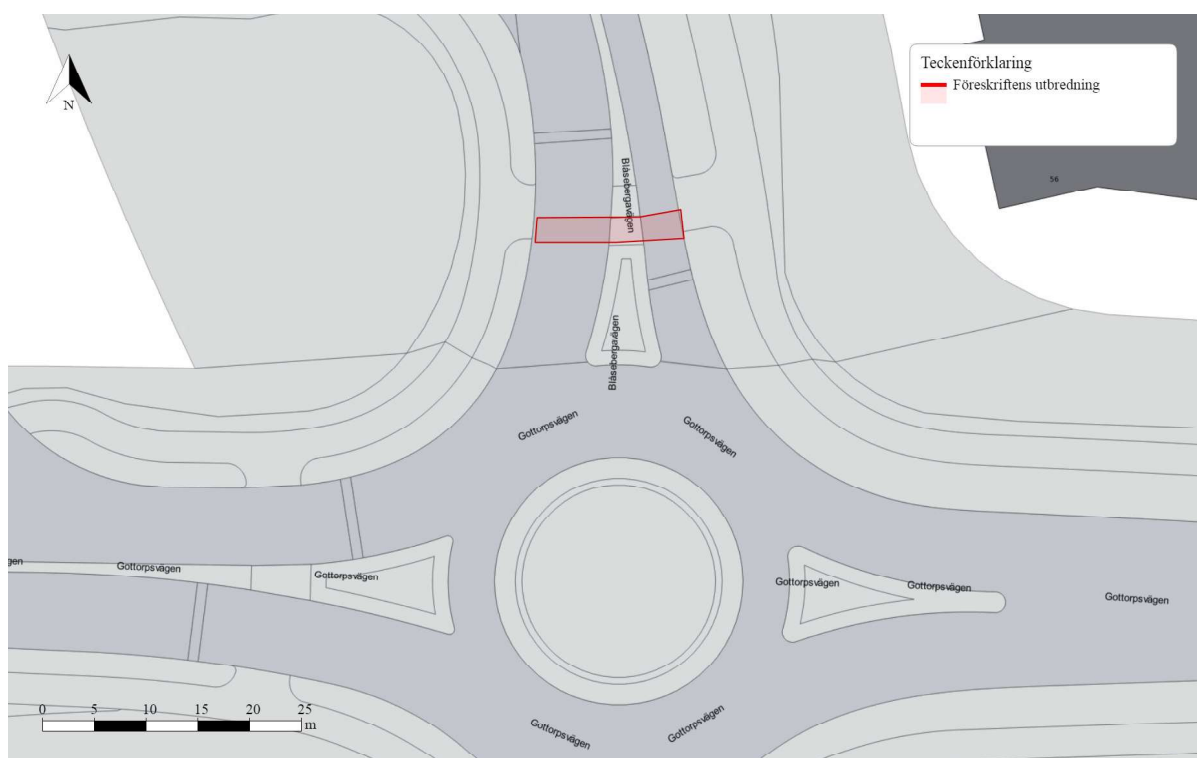 Teckenförklaring
Föreskriftens utbredning
N
56
Blåsebergavägen
Blåsebergavägen
Gottorpsvägen
Gottorpsvägen
gen
Gottorpsvägen
Gottorpsvägen
Gottorpsvägen
Gottorpsvägen
Gottorpsvägen
0 5 10 15 20 25
m
Gottorpsvägen
Gottorpsvägen